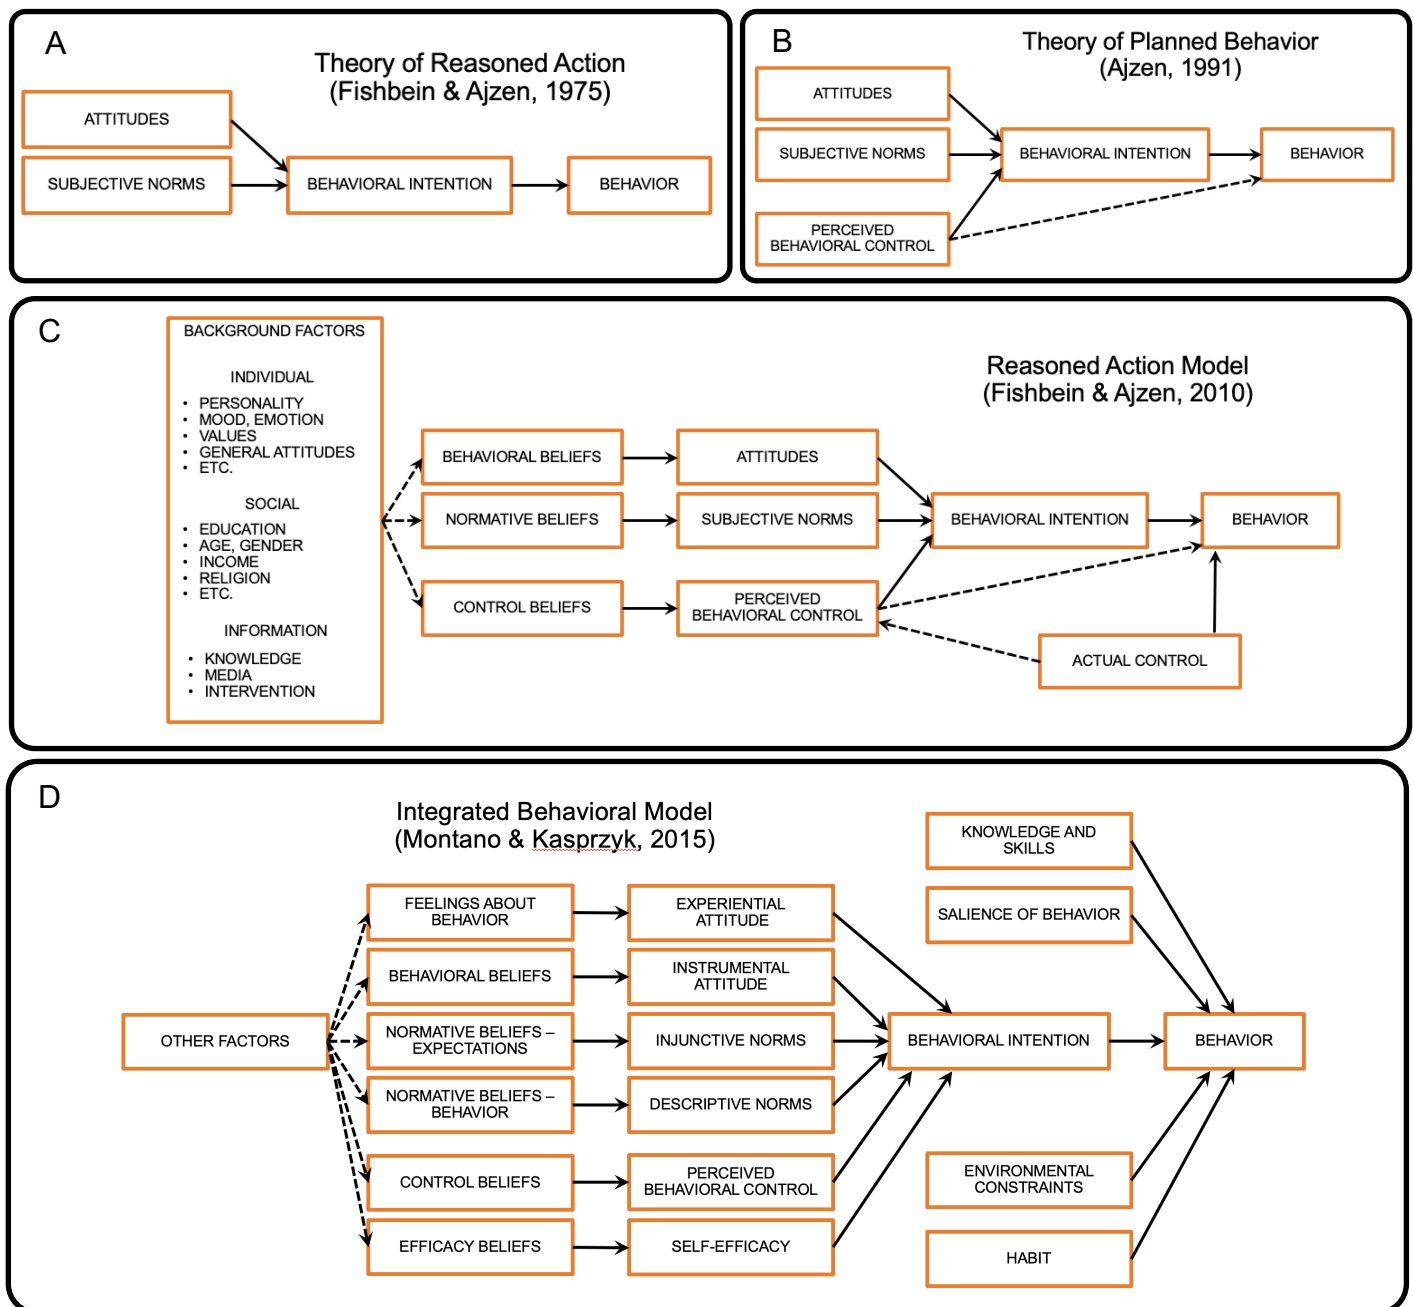 A
Theory of Reasoned Action
(Fishbein & Ajzen, 1975)
ATTITUDES
SUBJECTIVE NORMS
BEHAVIORAL INTENTION
BEHAVIOR
B
Theory of Planned Behavior
(Ajzen, 1991)
ATTITUDES
SUBJECTIVE NORMS
BEHAVIORAL INTENTION
BEHAVIOR
PERCEIVED
BEHAVIORAL CONTROL
C
Reasoned Action Model
(Fishbein & Ajzen, 2010)
BACKGROUND FACTORS
INDIVIDUAL
• PERSONALITY
• MOOD, EMOTION
• VALUES
• GENERAL ATTITUDES
• ETC.
SOCIAL
• EDUCATION
• AGE, GENDER
• INCOME
• RELIGION
• ETC.
INFORMATION
• KNOWLEDGE
• MEDIA
• INTERVENTION
BEHAVIORAL BELIEFS
ATTITUDES
NORMATIVE BELIEFS
SUBJECTIVE NORMS
BEHAVIORAL INTENTION
BEHAVIOR
CONTROL BELIEFS
PERCEIVED
BEHAVIORAL CONTROL
ACTUAL CONTROL
D
Integrated Behavioral Model
(Montano & Kasprzyk, 2015)
KNOWLEDGE AND
SKILLS
SALIENCE OF BEHAVIOR
FEELINGS ABOUT
BEHAVIOR
EXPERIENTIAL
ATTITUDE
BEHAVIORAL BELIEFS
INSTRUMENTAL
ATTITUDE
OTHER FACTORS
NORMATIVE BELIEFS –
EXPECTATIONS
INJUNCTIVE NORMS
BEHAVIORAL INTENTION
BEHAVIOR
NORMATIVE BELIEFS –
BEHAVIOR
DESCRIPTIVE NORMS
CONTROL BELIEFS
PERCEIVED
BEHAVIORAL CONTROL
ENVIRONMENTAL
CONSTRAINTS
EFFICACY BELIEFS
SELF-EFFICACY
HABIT